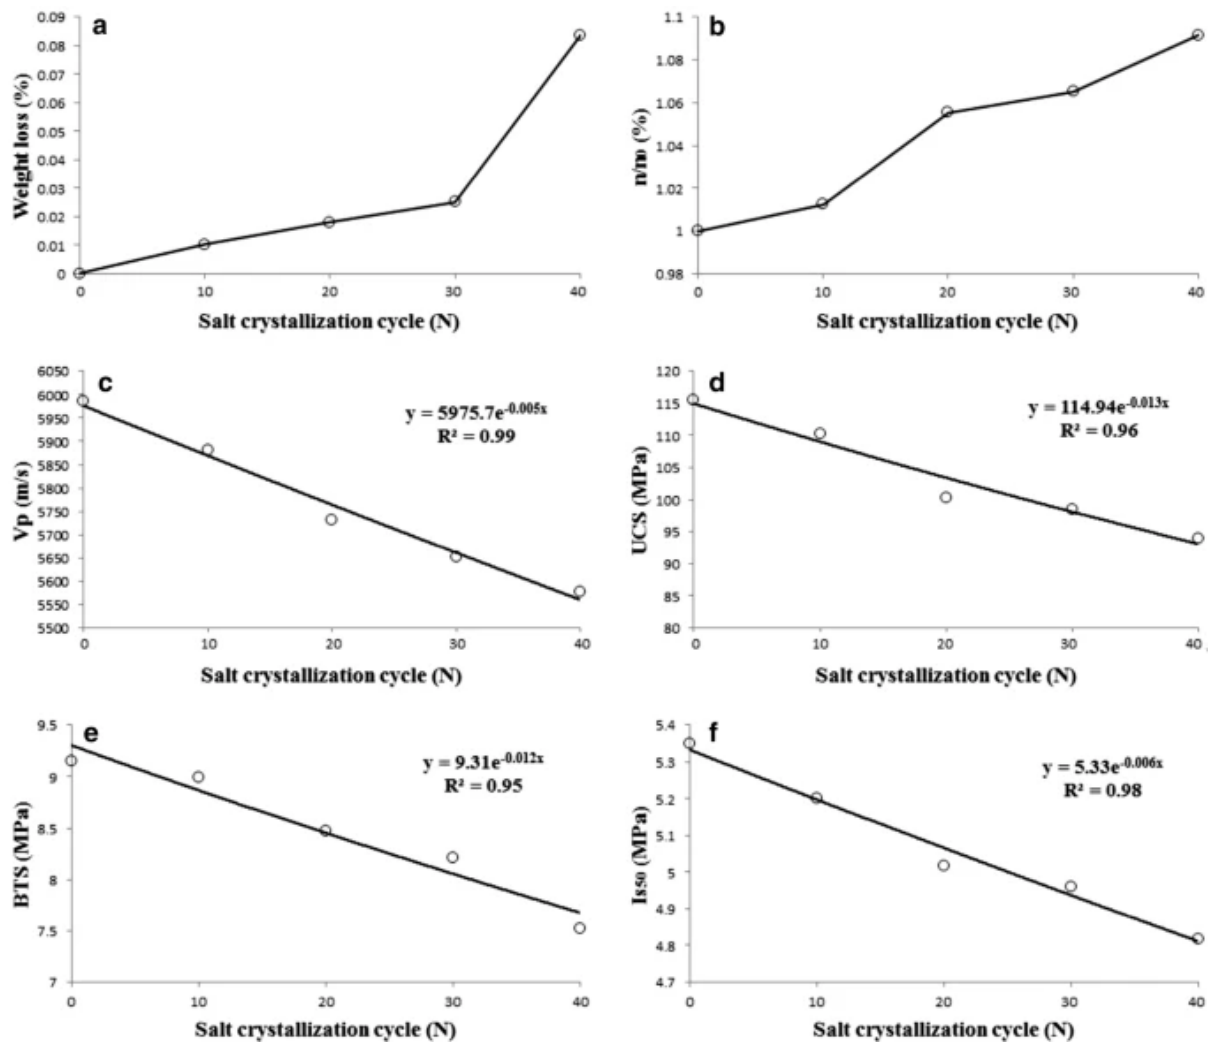 a
0.09
0.08
0.07
0.06
0.05
0.04
0.03
0.02
0.01
0
Weight loss (%)
0 10 20 30 40
Salt crystallization cycle (N)
b
1.1
1.08
1.06
1.04
1.02
1
0.98
n/n0 (%)
0 10 20 30 40
Salt crystallization cycle (N)
c
6050
6000
5950
5900
5850
5800
5750
5700
5650
5600
5550
5500
Vp (m/s)
y = 5975.7e-0.005x
R² = 0.99
0 10 20 30 40
Salt crystallization cycle (N)
d
120
115
110
105
100
95
90
85
80
UCS (MPa)
y = 114.94e-0.013x
R² = 0.96
0 10 20 30 40
Salt crystallization cycle (N)
e
9.5
9
8.5
8
7.5
7
BTS (MPa)
y = 9.31e-0.012x
R² = 0.95
0 10 20 30 40
Salt crystallization cycle (N)
f
5.4
5.3
5.2
5.1
5
4.9
4.8
4.7
Is50 (MPa)
y = 5.33e-0.006x
R² = 0.98
0 10 20 30 40
Salt crystallization cycle (N)